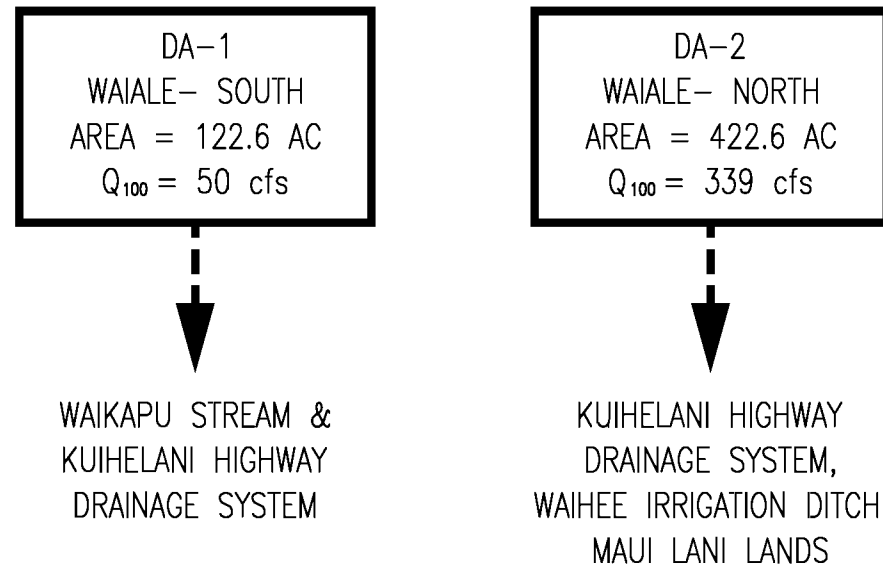 DA-1
WAIALE- SOUTH
AREA = 122.6 AC
Q100 = 50 cfs
WAIKAPU STREAM &
KUIHELANI HIGHWAY
DRAINAGE SYSTEM
DA-2
WAIALE- NORTH
AREA = 422.6 AC
Q100 = 339 cfs
KUIHELANI HIGHWAY
DRAINAGE SYSTEM,
WAIHEE IRRIGATION DITCH
MAUI LANI LANDS